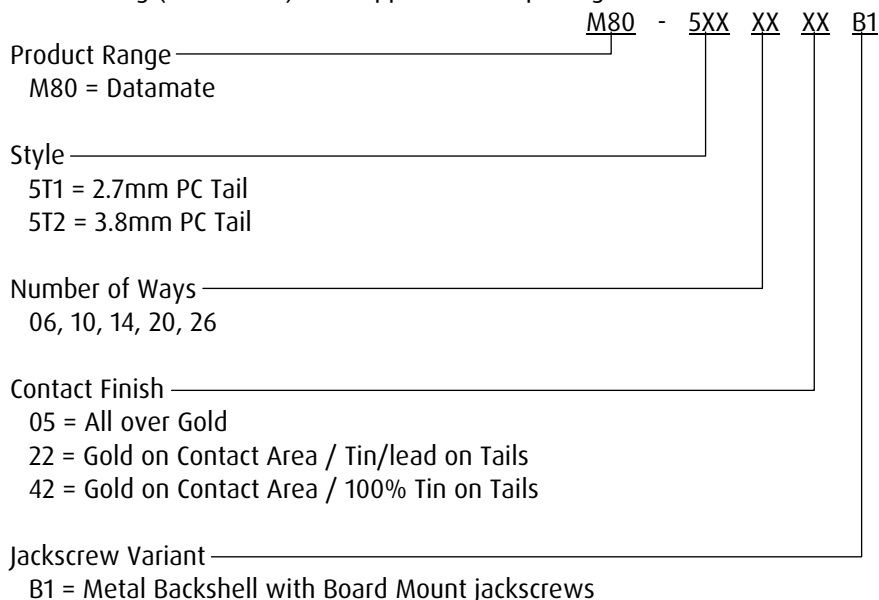 M80 - 5XX XX XX B1
Product Range
M80 = Datamate
Style
5T1 = 2.7mm PC Tail
5T2 = 3.8mm PC Tail
Number of Ways
06, 10, 14, 20, 26
Contact Finish
05 = All over Gold
22 = Gold on Contact Area / Tin/lead on Tails
42 = Gold on Contact Area / 100% Tin on Tails
Jackscrew Variant
B1 = Metal Backshell with Board Mount jackscrews